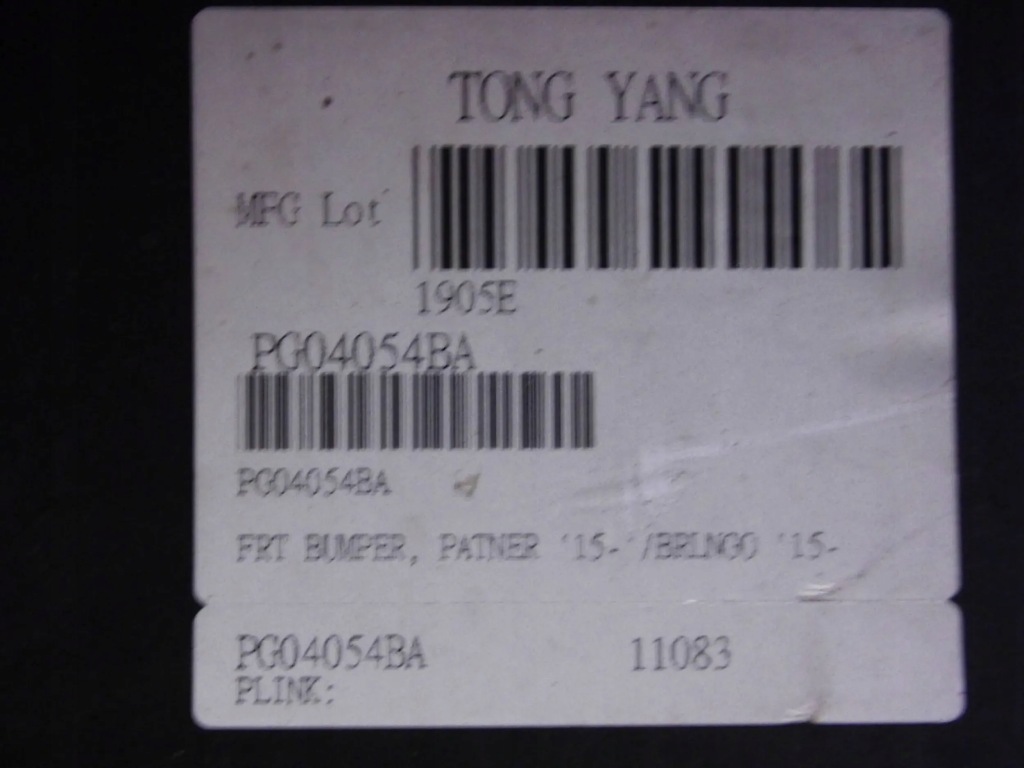 TONG YANG
MFG Lot
1905E
PG04054BA
PG04054BA
FRT BUMPER, PATNER '15- /BRLNGO '15-
PG04054BA 11083
PLINK: